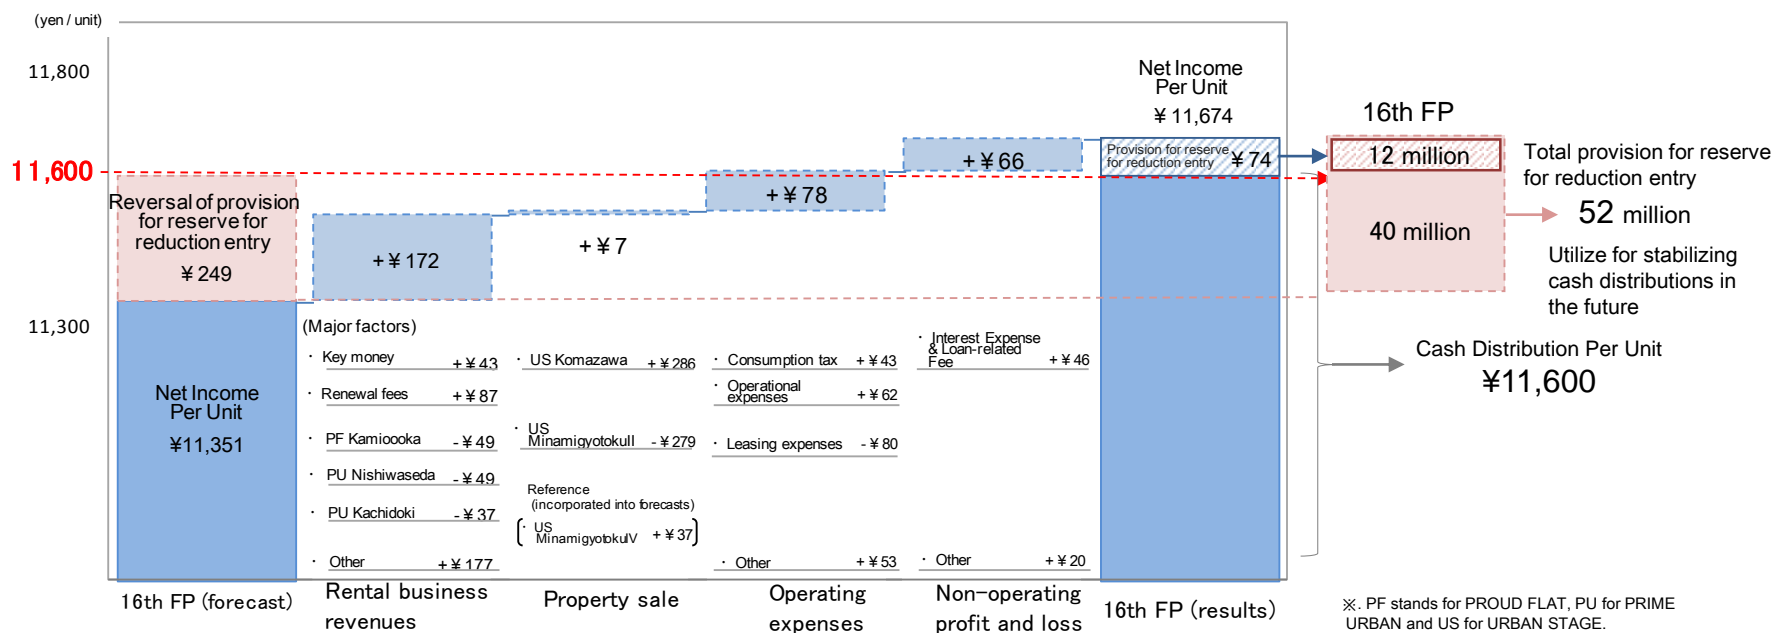 (yen / unit)
11,800
11,600
11,300
Reversal of provision
for reserve for
reduction entry
¥ 249
Net Income
Per Unit
¥11,351
16th FP (forecast)
+ ¥ 172
(Major factors)
・ Key money + ¥ 43
・ Renewal fees + ¥ 87
・ PF Kamioooka - ¥ 49
・ PU Nishiwaseda - ¥ 49
・ PU Kachidoki - ¥ 37
・ Other + ¥ 177
Rental business
revenues
+ ¥ 7
・ US Komazawa + ¥ 286
・ US
MinamigyotokuII - ¥ 279
Reference
(incorporated into forecasts)
・ US
MinamigyotokuIV + ¥ 37
Property sale
+ ¥ 78
・ Consumption tax + ¥ 43
・ Operational
expenses + ¥ 62
・ Leasing expenses - ¥ 80
・ Other + ¥ 53
Operating
expenses
+ ¥ 66
・ Interest Expense
& Loan-related
Fee + ¥ 46
・ Other + ¥ 20
Non-operating
profit and loss
Net Income
Per Unit
¥ 11,674
Provision for reserve
for reduction entry ¥ 74
16th FP (results)
16th FP
12 million
40 million
Total provision for reserve
for reduction entry
52 million
Utilize for stabilizing
cash distributions in
the future
Cash Distribution Per Unit
¥11,600
※. PF stands for PROUD FLAT, PU for PRIME
URBAN and US for URBAN STAGE.